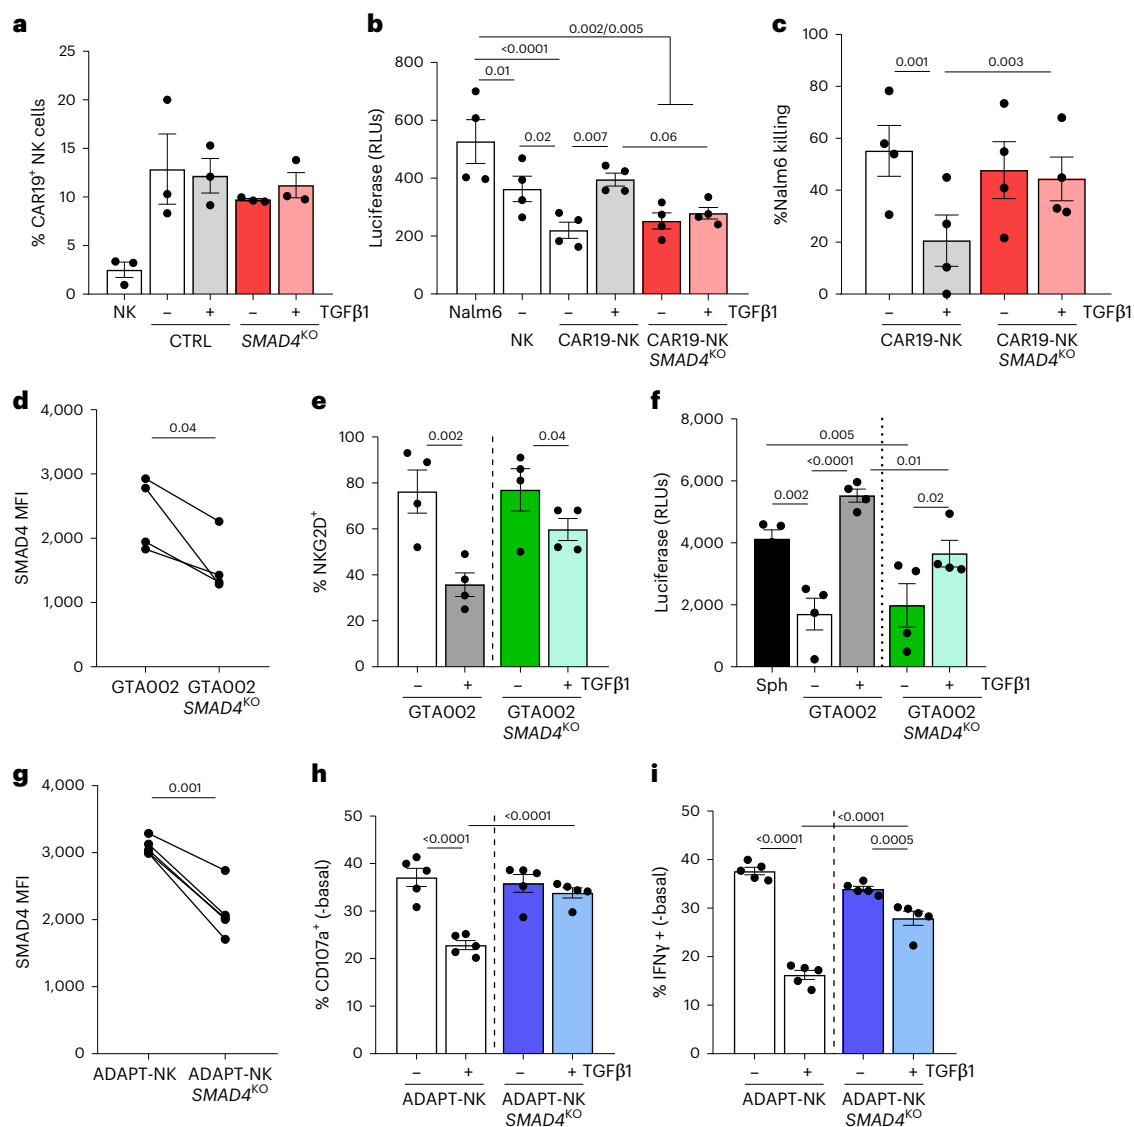 a
% CAR19+ NK cells
25
20
15
10
5
0
NK
–
+
–
+
TGFβ1
CTRL
SMAD4KO
b
Luciferase (RLUs)
800
600
400
200
0
0.002/0.005
<0.0001
0.01
0.02
0.007
0.06
Nalm6
–
–
+
–
+
TGFβ1
NK
CAR19-NK
CAR19-NK
SMAD4KO
c
%Nalm6 killing
100
80
60
40
20
0
0.001
0.003
–
+
–
+
TGFβ1
CAR19-NK
CAR19-NK
SMAD4KO
d
SMAD4 MFI
4,000
3,000
2,000
1,000
0
0.04
GTA002
GTA002
SMAD4KO
e
% NKG2D+
100
80
60
40
20
0
0.002
0.04
–
+
–
+
TGFβ1
GTA002
GTA002
SMAD4KO
f
Luciferase (RLUs)
8,000
6,000
4,000
2,000
0
0.005
<0.0001
0.01
0.002
0.02
Sph
–
+
–
+
TGFβ1
GTA002
GTA002
SMAD4KO
g
SMAD4 MFI
4,000
3,000
2,000
1,000
0
0.001
ADAPT-NK
ADAPT-NK
SMAD4KO
h
% CD107a+ (-basal)
50
40
30
20
10
0
<0.0001
<0.0001
–
+
–
+
TGFβ1
ADAPT-NK
ADAPT-NK
SMAD4KO
i
% IFNγ + (-basal)
50
40
30
20
10
0
<0.0001
<0.0001
0.0005
–
+
–
+
TGFβ1
ADAPT-NK
ADAPT-NK
SMAD4KO